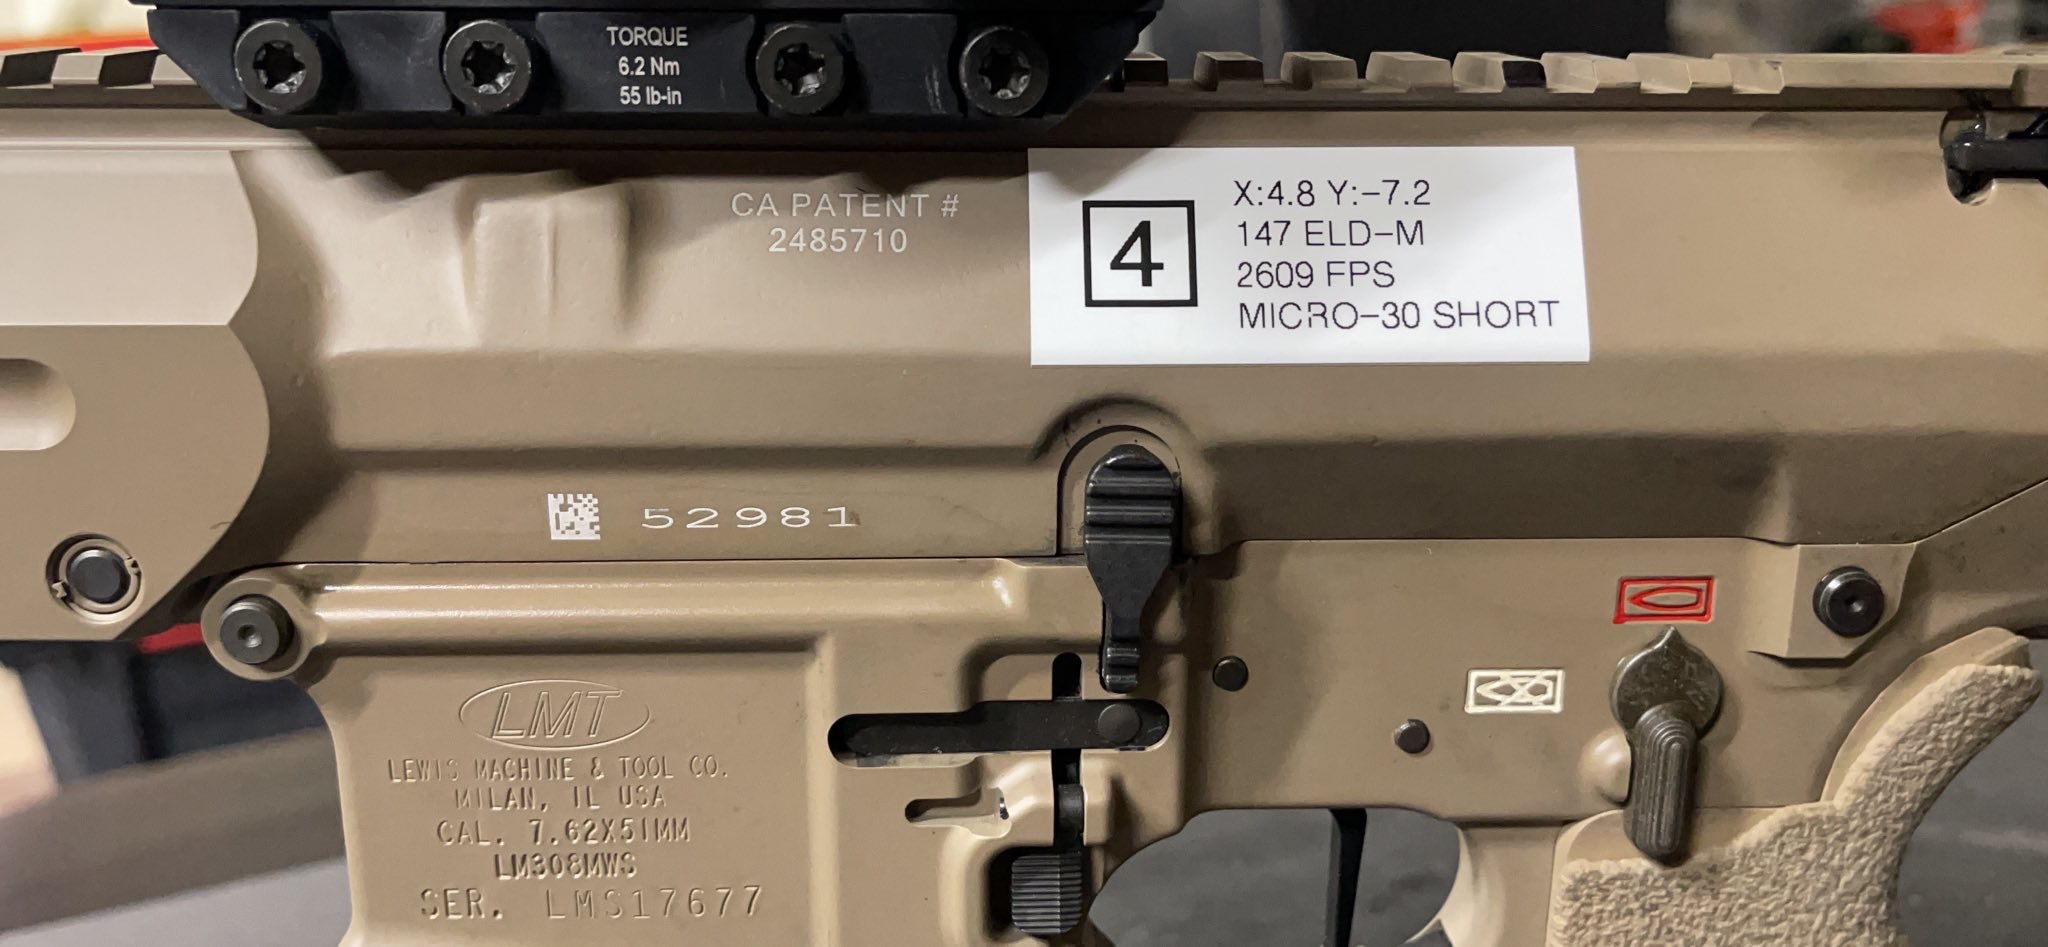 TORQUE
6.2 Nm
55 lb-in
CA PATENT #
2485710
4
X:4.8 Y:-7.2
147 ELD-M
2609 FPS
MICRO-30 SHORT
52981
LMT
LEWIS MACHINE & TOOL CO.
MILAN, IL USA
CAL. 7.62X51MM
LM308MWS
SER. LMS17677